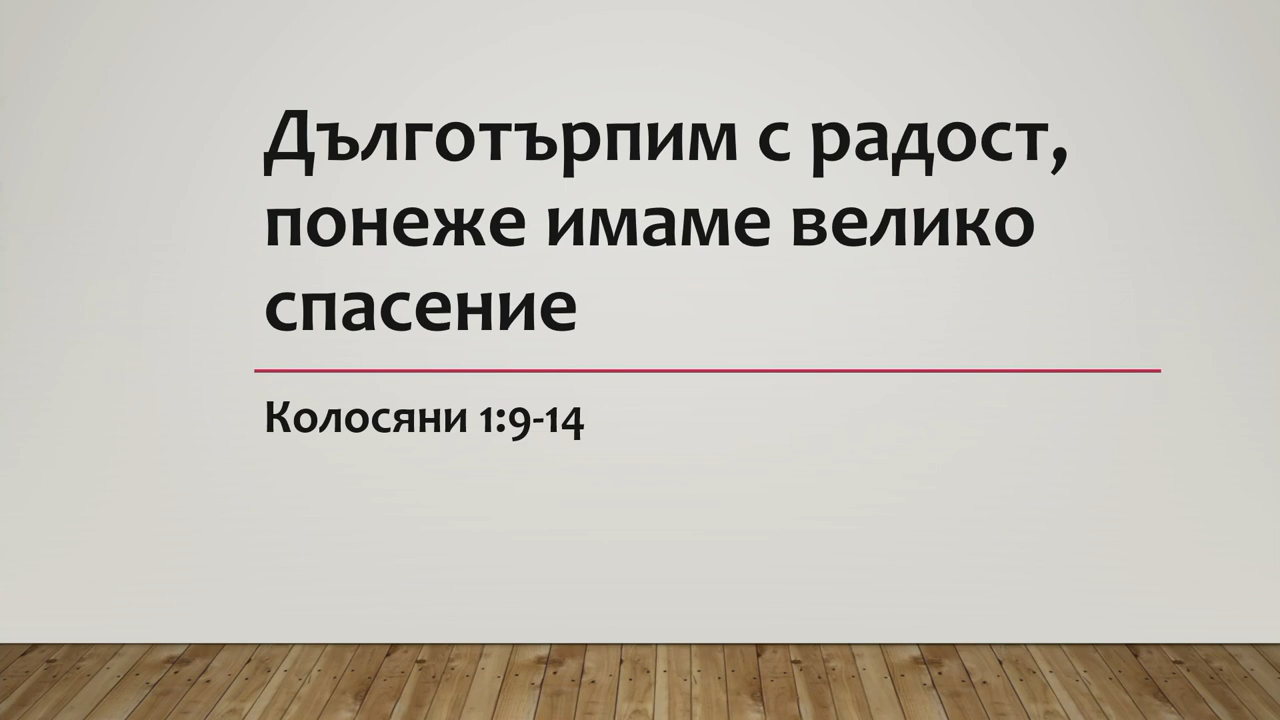 Дълготърпим с радост,
понеже имаме велико
спасение
Колосяни 1:9-14